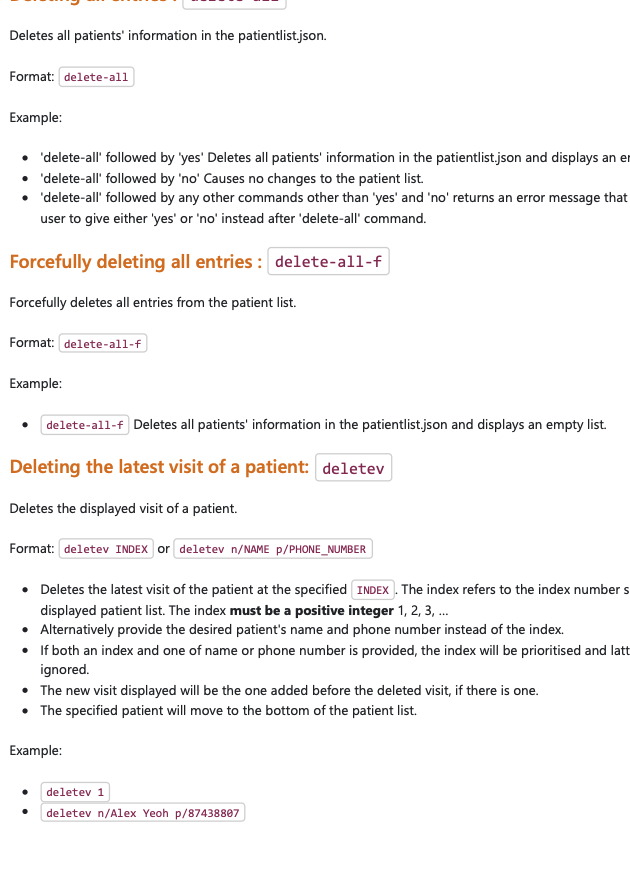 Deleting all entries : delete-all
Deletes all patients' information in the patientlist.json.
Format: delete-all
Example:
• 'delete-all' followed by 'yes' Deletes all patients' information in the patientlist.json and displays an
• 'delete-all' followed by 'no' Causes no changes to the patient list.
• 'delete-all' followed by any other commands other than 'yes' and 'no' returns an error message that
user to give either 'yes' or 'no' instead after 'delete-all' command.
Forcefully deleting all entries : delete-all-f
Forcefully deletes all entries from the patient list.
Format: delete-all-f
Example:
• delete-all-f Deletes all patients' information in the patientlist.json and displays an empty list.
Deleting the latest visit of a patient: deletev
Deletes the displayed visit of a patient.
Format: deletev INDEX or deletev n/NAME p/PHONE_NUMBER
• Deletes the latest visit of the patient at the specified INDEX . The index refers to the index number
displayed patient list. The index must be a positive integer 1, 2, 3, …
• Alternatively provide the desired patient's name and phone number instead of the index.
• If both an index and one of name or phone number is provided, the index will be prioritised and
ignored.
• The new visit displayed will be the one added before the deleted visit, if there is one.
• The specified patient will move to the bottom of the patient list.
Example:
• deletev 1
• deletev n/Alex Yeoh p/87438807